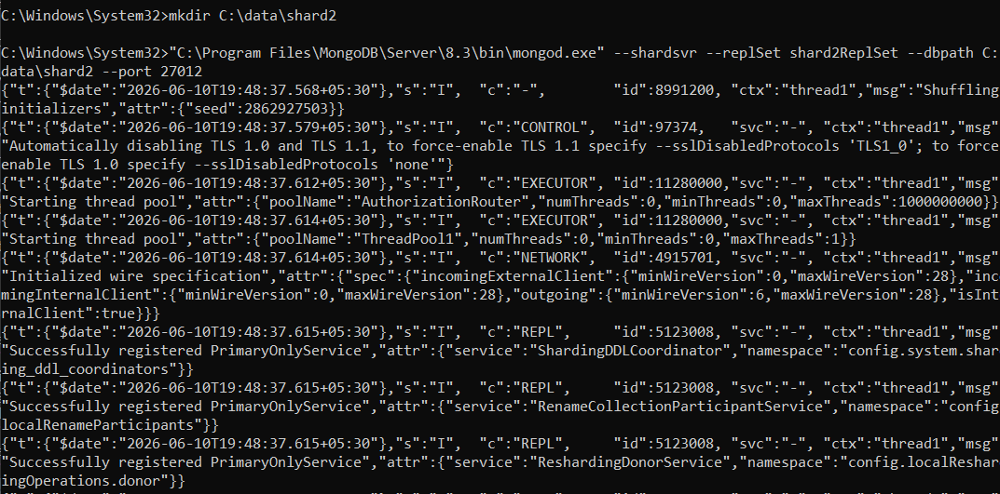 C:\Windows\System32>mkdir C:\data\shard2
C:\Windows\System32>"C:\Program Files\MongoDB\Server\8.3\bin\mongod.exe" --shardsvr --replSet shard2ReplSet --dbpath C:
data\shard2 --port 27012
{"t":{"$date":"2026-06-10T19:48:37.568+05:30"},"s":"I",  "c":"-",        "id":8991200, "ctx":"thread1","msg":"Shuffling
initializers","attr":{"seed":2862927503}}
{"t":{"$date":"2026-06-10T19:48:37.579+05:30"},"s":"I",  "c":"CONTROL",  "id":97374,   "svc":"-", "ctx":"thread1","msg"
"Automatically disabling TLS 1.0 and TLS 1.1, to force-enable TLS 1.1 specify --sslDisabledProtocols 'TLS1_0'; to force
enable TLS 1.0 specify --sslDisabledProtocols 'none'"}
{"t":{"$date":"2026-06-10T19:48:37.612+05:30"},"s":"I",  "c":"EXECUTOR", "id":11280000,"svc":"-", "ctx":"thread1","msg"
"Starting thread pool","attr":{"poolName":"AuthorizationRouter","numThreads":0,"minThreads":0,"maxThreads":1000000000}}
{"t":{"$date":"2026-06-10T19:48:37.614+05:30"},"s":"I",  "c":"EXECUTOR", "id":11280000,"svc":"-", "ctx":"thread1","msg"
"Starting thread pool","attr":{"poolName":"ThreadPool1","numThreads":0,"minThreads":0,"maxThreads":1}}
{"t":{"$date":"2026-06-10T19:48:37.614+05:30"},"s":"I",  "c":"NETWORK",  "id":4915701, "svc":"-", "ctx":"thread1","msg"
"Initialized wire specification","attr":{"spec":{"incomingExternalClient":{"minWireVersion":0,"maxWireVersion":28},"inc
mingInternalClient":{"minWireVersion":0,"maxWireVersion":28},"outgoing":{"minWireVersion":6,"maxWireVersion":28},"isInt
rnalClient":true}}}
{"t":{"$date":"2026-06-10T19:48:37.615+05:30"},"s":"I",  "c":"REPL",     "id":5123008, "svc":"-", "ctx":"thread1","msg"
"Successfully registered PrimaryOnlyService","attr":{"service":"ShardingDDLCoordinator","namespace":"config.system.shar
ing_ddl_coordinators"}}
{"t":{"$date":"2026-06-10T19:48:37.615+05:30"},"s":"I",  "c":"REPL",     "id":5123008, "svc":"-", "ctx":"thread1","msg"
"Successfully registered PrimaryOnlyService","attr":{"service":"RenameCollectionParticipantService","namespace":"config
localRenameParticipants"}}
{"t":{"$date":"2026-06-10T19:48:37.615+05:30"},"s":"I",  "c":"REPL",     "id":5123008, "svc":"-", "ctx":"thread1","msg"
"Successfully registered PrimaryOnlyService","attr":{"service":"ReshardingDonorService","namespace":"config.localReshar
ingOperations.donor"}}